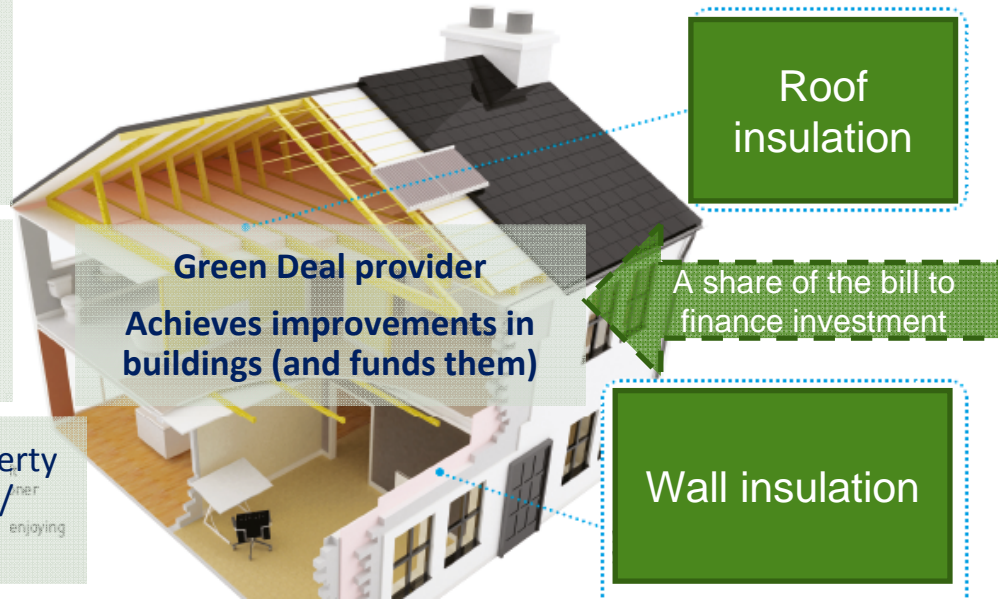 Roof
insulation
Green Deal provider
Achieves improvements in
buildings (and funds them)
A share of the bill to
finance investment
Wall insulation
erty
/
enjoying